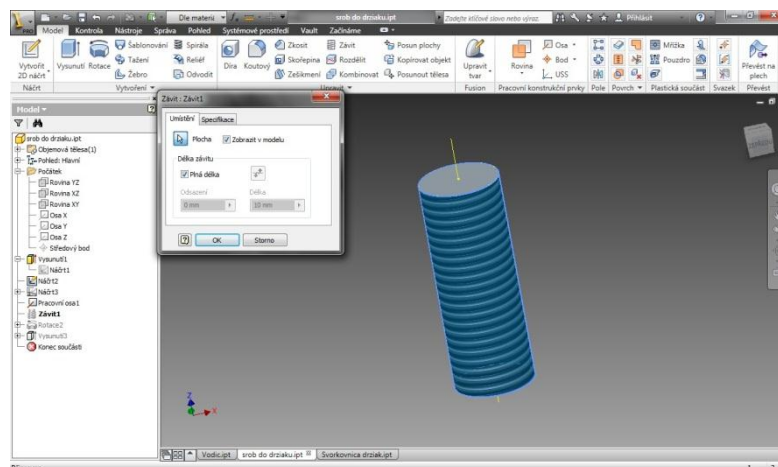 PRO
Dle materiá
srob do drziaku.ipt
Zadejte klíčové slovo nebo výraz.
Přihlásit
Model Kontrola Nástroje Správa Pohled Systémové prostředí Vault Začínáme
Vytvořit 2D náčrt
Vysunutí Rotace
Šablonování
Tažení
Žebro
Spirála
Reliéf
Odvodit
Díra Koutový
Zkosit
Skořepina
Zešikmení
Závit
Rozdělit
Kombinovat
Posun plochy
Kopírovat objekt
Posunout tělesa
Upravit tvar
Rovina
Osa
Bod
USS
Mřížka
Pouzdro
Převést na plech
Náčrt Vytvoření Upravit Fusion Pracovní konstrukční prvky Pole Povrch Plastická součást Svazek Převést
Model
srob do drziaku.ipt
Objemová tělesa(1)
Pohled: Hlavní
Počátek
Rovina YZ
Rovina XZ
Rovina XY
Osa X
Osa Y
Osa Z
Středový bod
Vysunutí1
Náčrt1
Náčrt2
Náčrt3
Pracovní osa1
Závit1
Rotace2
Vysunutí3
Konec součásti
Závit : Závit1
Umístění Specifikace
Plocha Zobrazit v modelu
Délka závitu
Plná délka
Odsazení Délka
0 mm 10 mm
OK Storno
Z
X
Vodic.ipt srob do drziaku.ipt Svorkovnica drziak.ipt